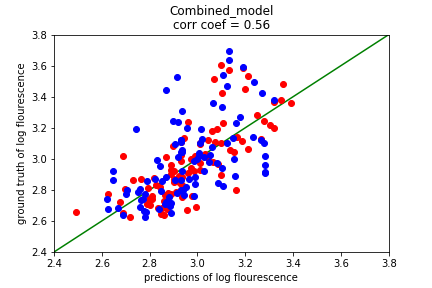 Combined_model
corr coef = 0.56
ground truth of log flourescence
3.8
3.6
3.4
3.2
3.0
2.8
2.6
2.4
2.4 2.6 2.8 3.0 3.2 3.4 3.6 3.8
predictions of log flourescence